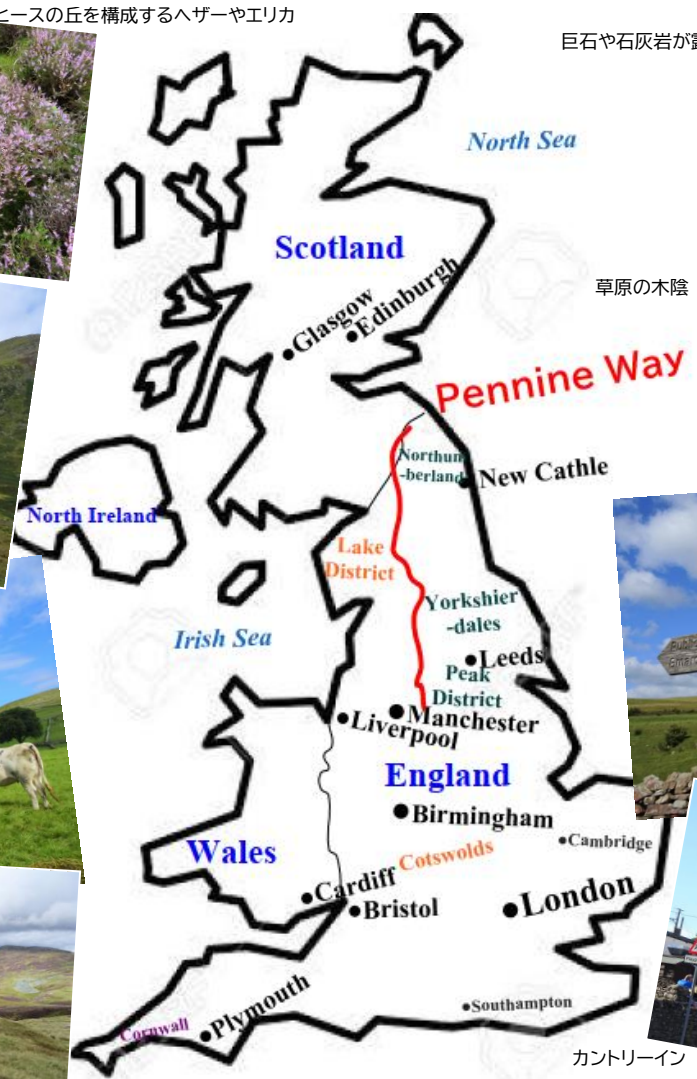 ヒースの丘を構成するヘザーやエリカ
巨石や石灰岩が
North Sea
Scotland
草原の木陰
Glasgow
Edinburgh
Pennine Way
Northun
-berland
New Cathle
North Ireland
Lake
District
Yorkshier
-dales
Irish Sea
Leeds
Peak
District
Manchester
Liverpool
England
Birmingham
Cambridge
Wales
Cotswolds
Cardiff
London
Bristol
Southampton
Plymouth
Cornwall
カントリーイン